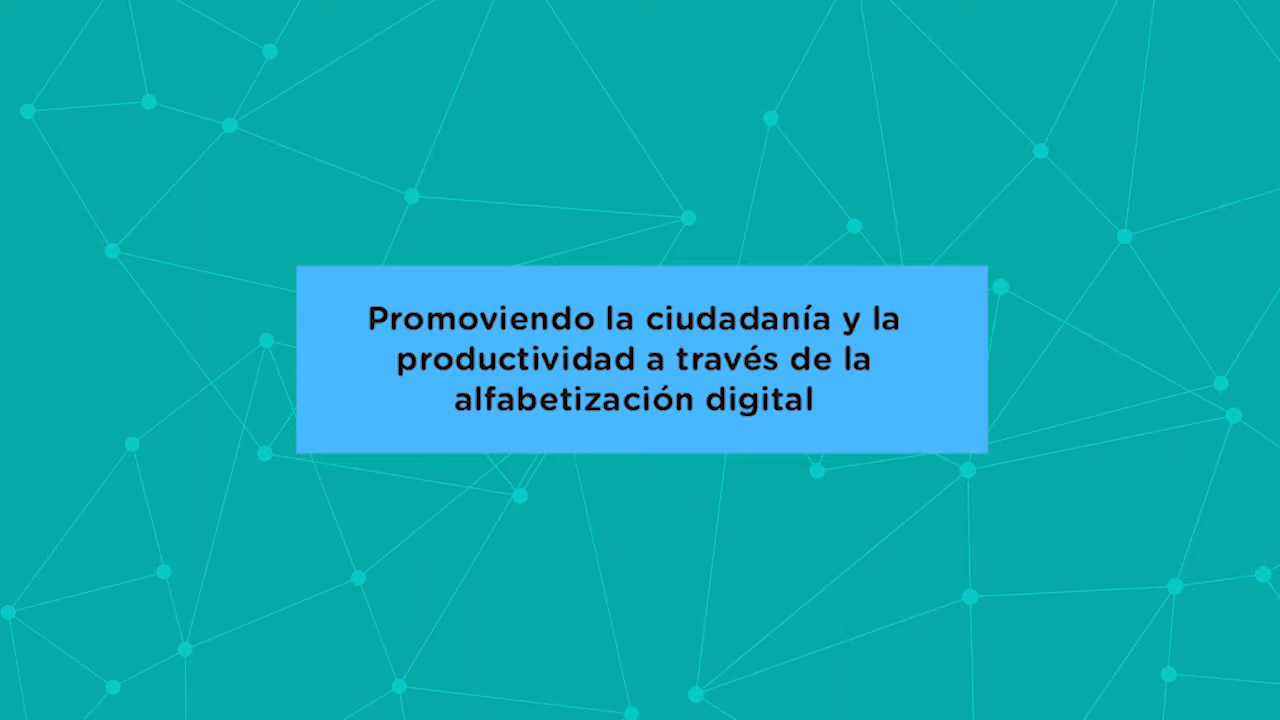 Promoviendo la ciudadanía y la
productividad a través de la
alfabetización digital